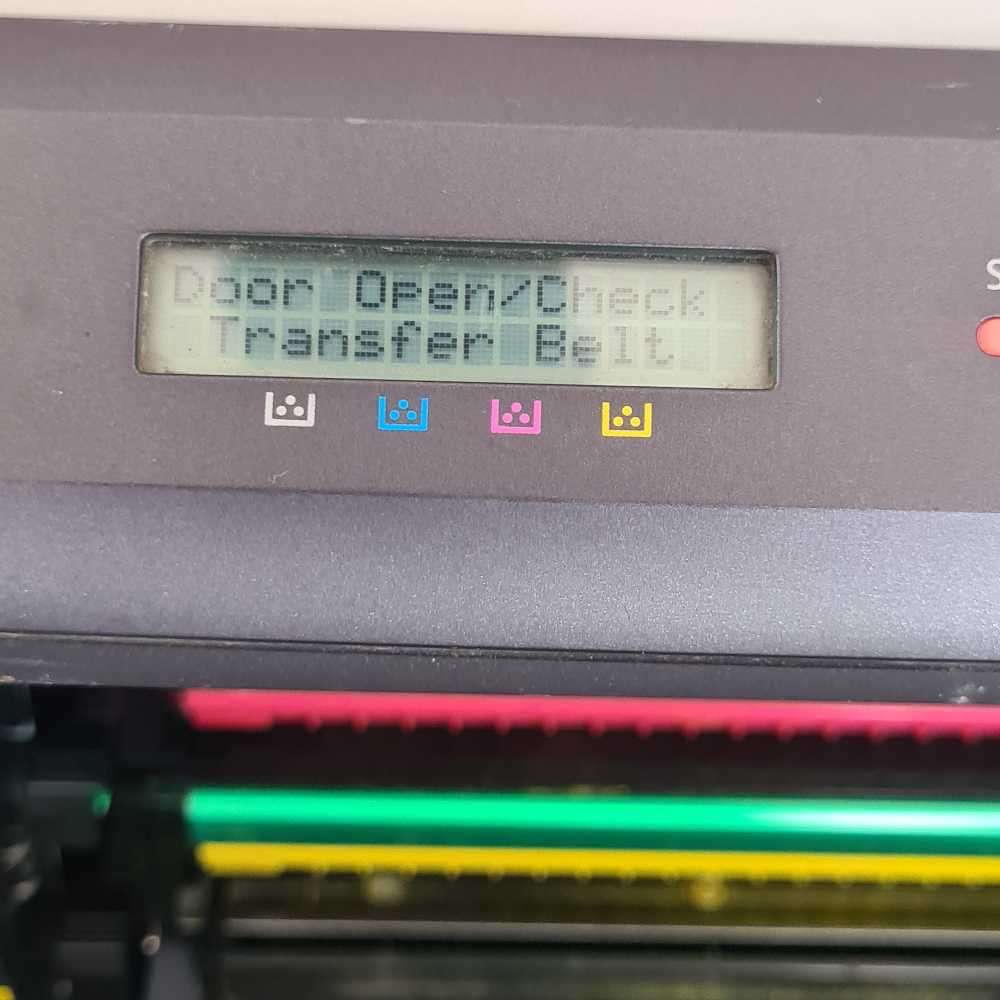 Door Open/Check
Transfer Belt
S